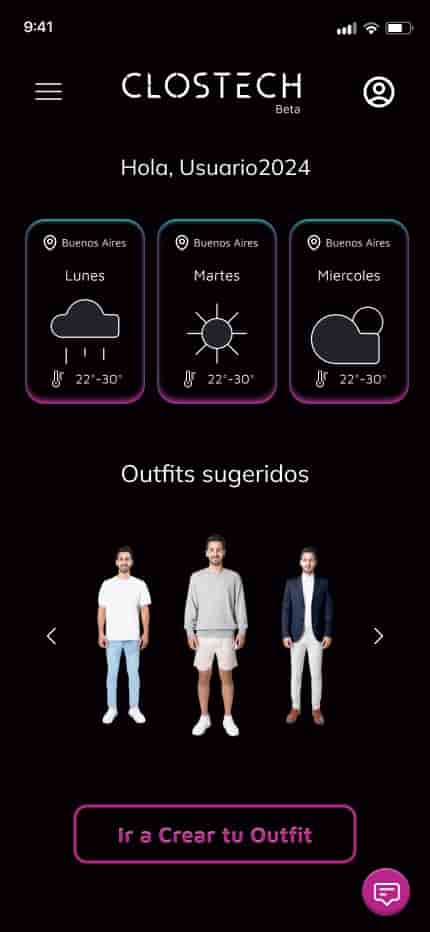 9:41
CLOSTECH
Beta
Hola, Usuario2024
Buenos Aires
Lunes
22°-30°
Buenos Aires
Martes
22°-30°
Buenos Aires
Miercoles
22°-30°
Outfits sugeridos
Ir a Crear tu Outfit